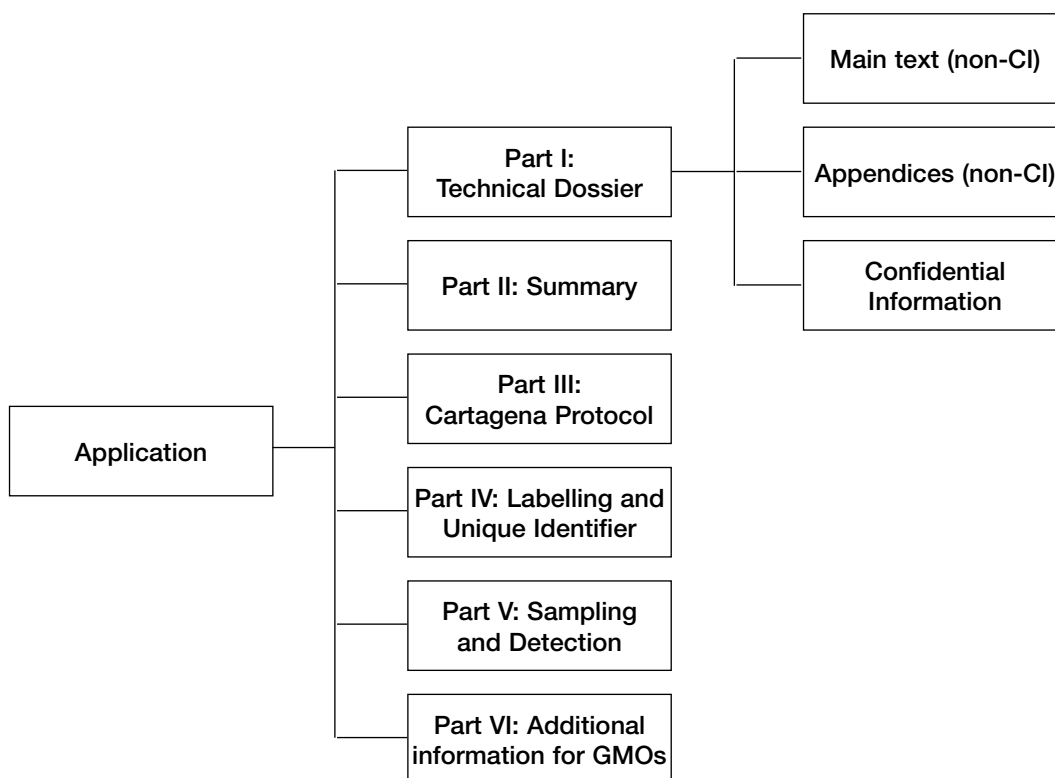 Main text (non-CI)
Part I:
Technical Dossier
Appendices (non-CI)
Part II: Summary
Confidential
Information
Part III:
Cartagena Protocol
Application
Part IV: Labelling and
Unique Identifier
Part V: Sampling
and Detection
Part VI: Additional
information for GMOs